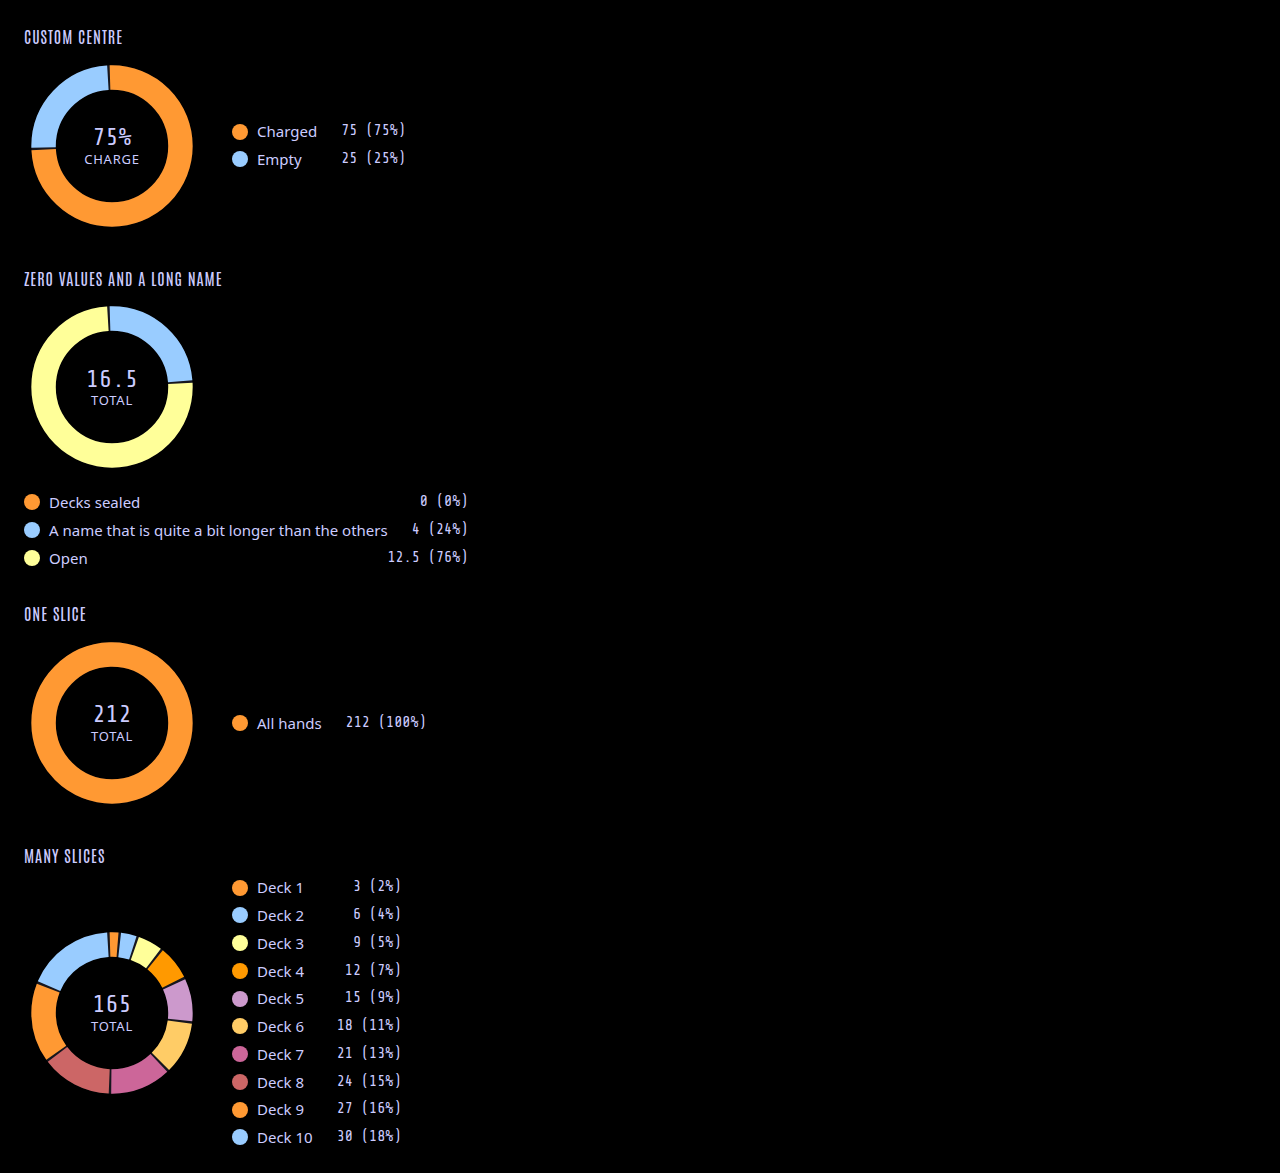 CUSTOM CENTRE
75%
CHARGE
Charged 75 (75%)
Empty 25 (25%)
ZERO VALUES AND A LONG NAME
16.5
TOTAL
Decks sealed 0 (0%)
A name that is quite a bit longer than the others 4 (24%)
Open 12.5 (76%)
ONE SLICE
212
TOTAL
All hands 212 (100%)
MANY SLICES
165
TOTAL
Deck 1 3 (2%)
Deck 2 6 (4%)
Deck 3 9 (5%)
Deck 4 12 (7%)
Deck 5 15 (9%)
Deck 6 18 (11%)
Deck 7 21 (13%)
Deck 8 24 (15%)
Deck 9 27 (16%)
Deck 10 30 (18%)